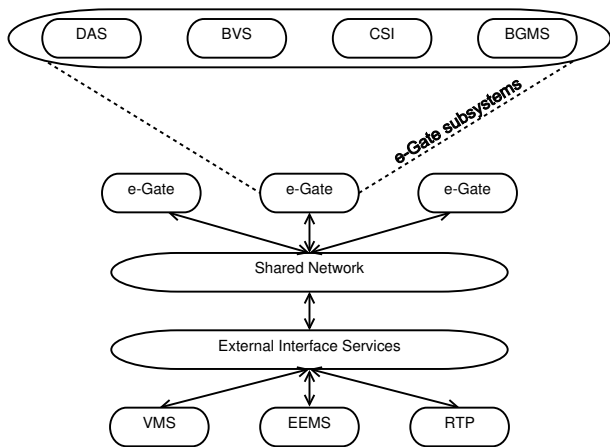 DAS
BVS
CSI
BGMS
e-Gate subsystems
e-Gate
e-Gate
e-Gate
Shared Network
External Interface Services
VMS
EEMS
RTP